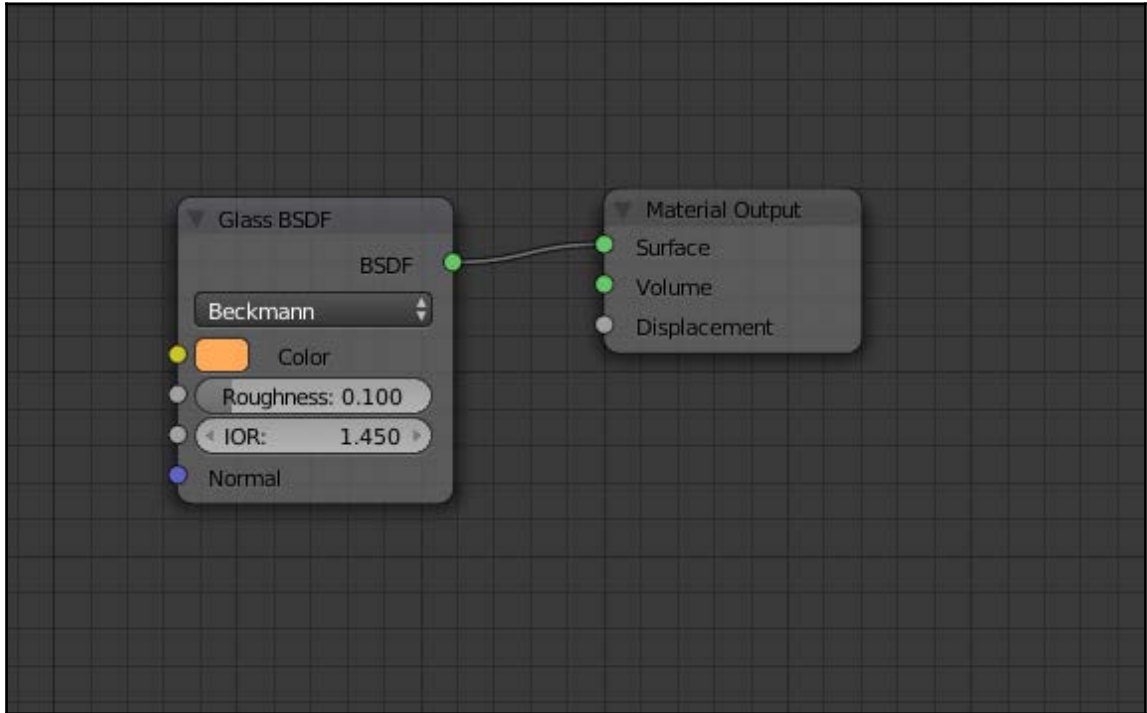 Glass BSDF
BSDF
Beckmann
Color
Roughness: 0.100
IOR: 1.450
Normal
Material Output
Surface
Volume
Displacement